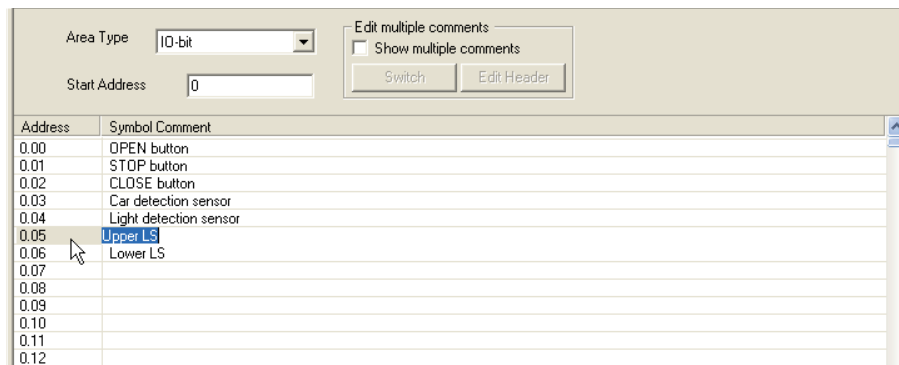 Area Type IO-bit
Start Address 0
Edit multiple comments
Show multiple comments
Switch Edit Header
Address Symbol Comment
0.00 OPEN button
0.01 STOP button
0.02 CLOSE button
0.03 Car detection sensor
0.04 Light detection sensor
0.05 Upper LS
0.06 Lower LS
0.07
0.08
0.09
0.10
0.11
0.12